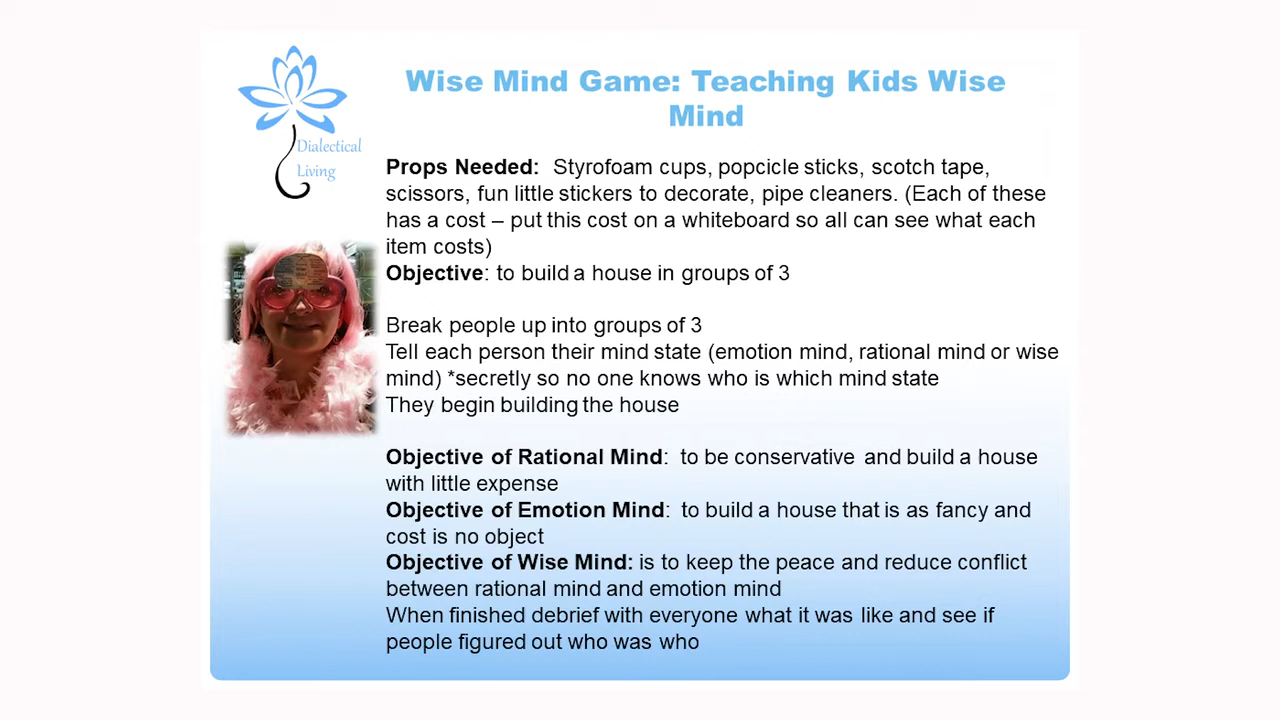 Wise Mind Game: Teaching Kids Wise
Mind
Dialectical
Living
Props Needed:  Styrofoam cups, popcicle sticks, scotch tape,
scissors, fun little stickers to decorate, pipe cleaners. (Each of these
has a cost – put this cost on a whiteboard so all can see what each
item costs)
Objective: to build a house in groups of 3
Break people up into groups of 3
Tell each person their mind state (emotion mind, rational mind or wise
mind) *secretly so no one knows who is which mind state
They begin building the house
Objective of Rational Mind:  to be conservative and build a house
with little expense
Objective of Emotion Mind:  to build a house that is as fancy and
cost is no object
Objective of Wise Mind: is to keep the peace and reduce conflict
between rational mind and emotion mind
When finished debrief with everyone what it was like and see if
people figured out who was who